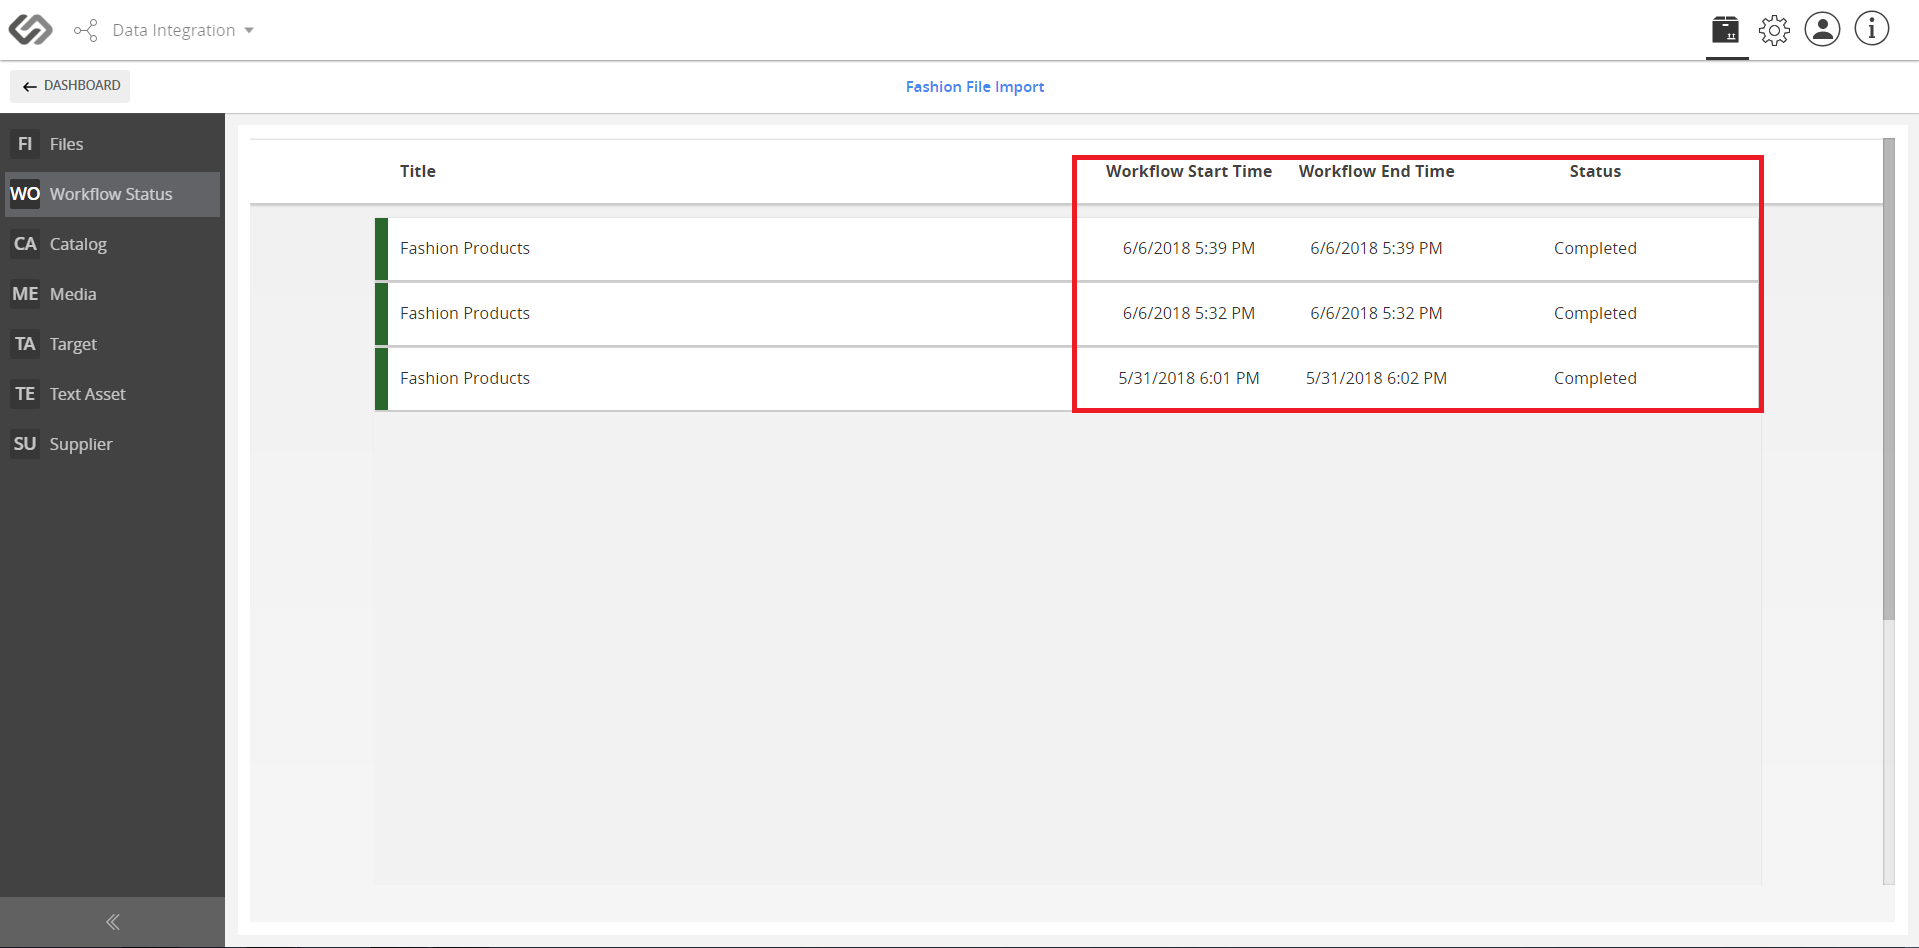 Data Integration
DASHBOARD
Fashion File Import
FI Files
WO Workflow Status
CA Catalog
ME Media
TA Target
TE Text Asset
SU Supplier
Title Workflow Start Time Workflow End Time Status
Fashion Products 6/6/2018 5:39 PM 6/6/2018 5:39 PM Completed
Fashion Products 6/6/2018 5:32 PM 6/6/2018 5:32 PM Completed
Fashion Products 5/31/2018 6:01 PM 5/31/2018 6:02 PM Completed